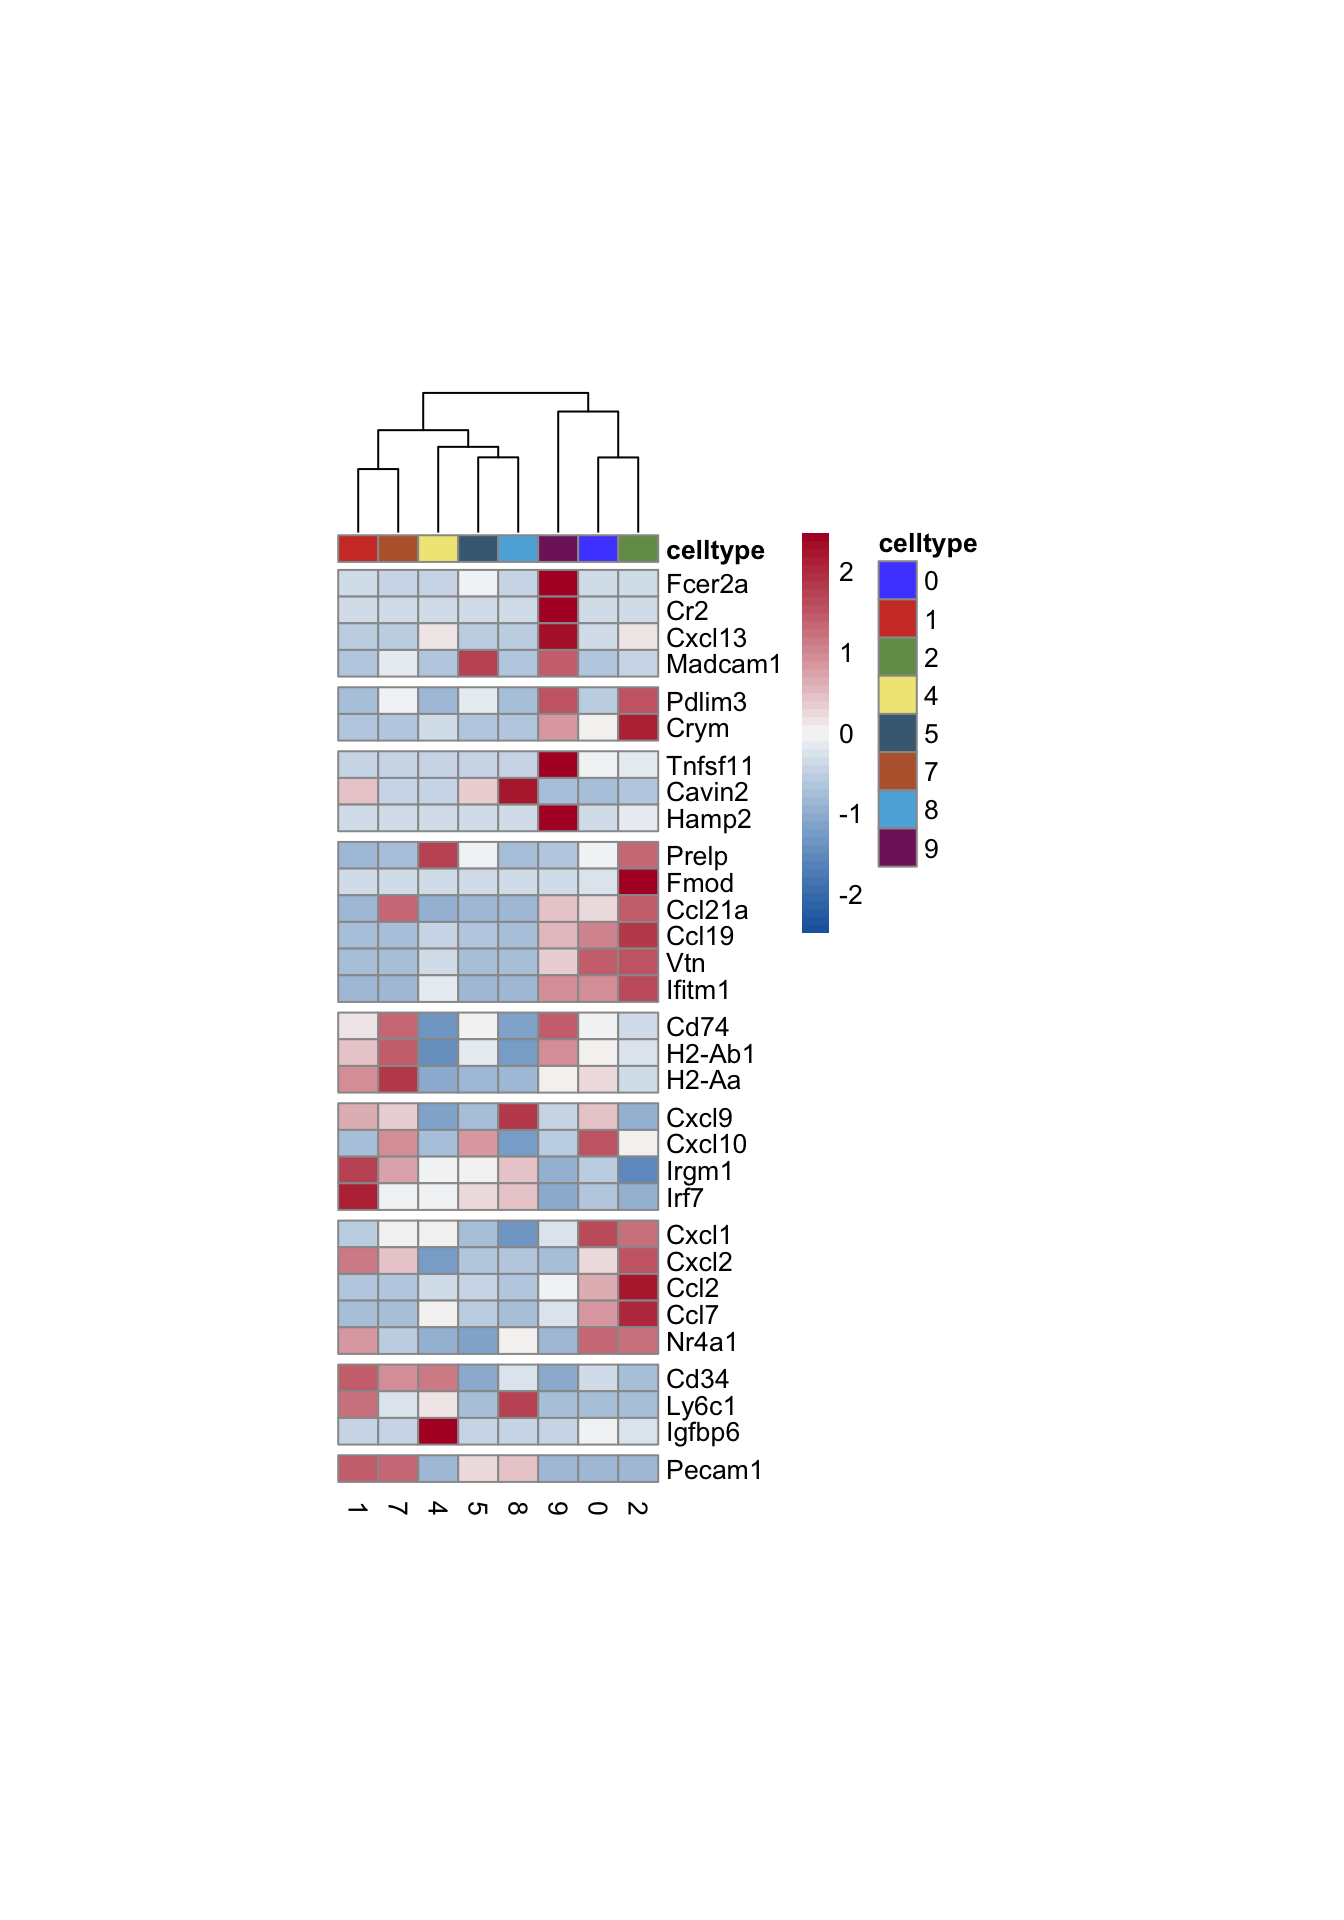 celltype
Fcer2a
Cr2
Cxcl13
Madcam1
Pdlim3
Crym
Tnfsf11
Cavin2
Hamp2
Prelp
Fmod
Ccl21a
Ccl19
Vtn
Ifitm1
Cd74
H2-Ab1
H2-Aa
Cxcl9
Cxcl10
Irgm1
Irf7
Cxcl1
Cxcl2
Ccl2
Ccl7
Nr4a1
Cd34
Ly6c1
Igfbp6
Pecam1
1 7 4 5 8 9 0 2
2
1
0
-1
-2
celltype
0
1
2
4
5
7
8
9